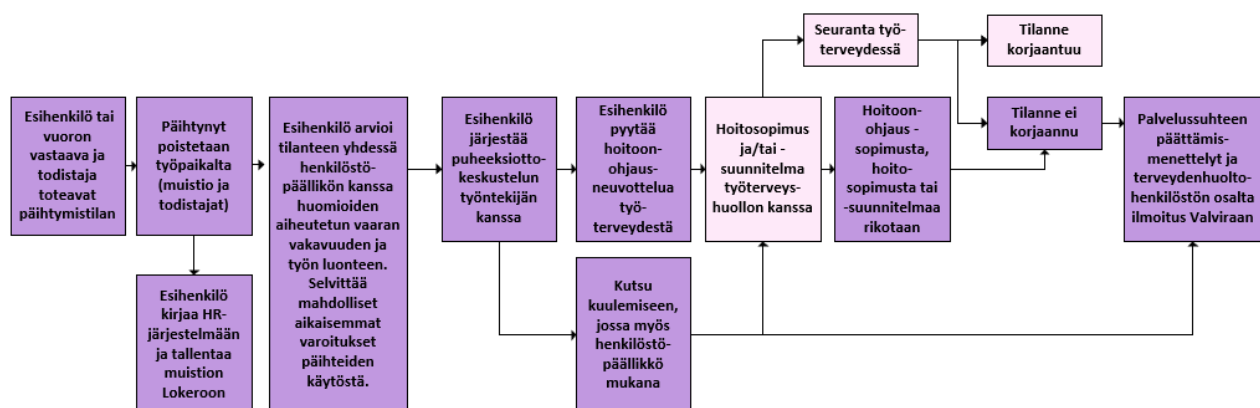 Esihenkilö tai
vuoron
vastaava ja
todistaja
toteavat
päihtymistilan
Päihtynyt
poistetaan
työpaikalta
(muistio ja
todistajat)
Esihenkilö
kirjaa HR-
järjestelmään
ja tallentaa
muistion
Lokeroon
Esihenkilö arvioi
tilanteen yhdessä
henkilöstö-
päällikön kanssa
huomioiden
aiheutetun vaaran
vakavuuden ja
työn luonteen.
Selvittää
mahdolliset
aikaisemmat
varoitukset
päihteiden
käytöstä.
Esihenkilö
järjestää
puheeksiotto-
keskustelun
työntekijän
kanssa
Esihenkilö
pyytää
hoitoon-
ohjaus-
neuvottelua
työ-
terveydestä
Kutsu
kuulemiseen,
jossa myös
henkilöstö-
päällikkö
mukana
Hoitosopimus
ja/tai -
suunnitelma
työterveys-
huollon kanssa
Seuranta työ-
terveydessä
Tilanne
korjaantuu
Hoitoon-
ohjaus -
sopimusta,
hoito-
sopimusta tai
-suunnitelmaa
rikotaan
Tilanne ei
korjaannu
Palvelussuhteen
päättämis-
menettelyt ja
terveydenhuolto-
henkilöstön osalta
ilmoitus Valviraan